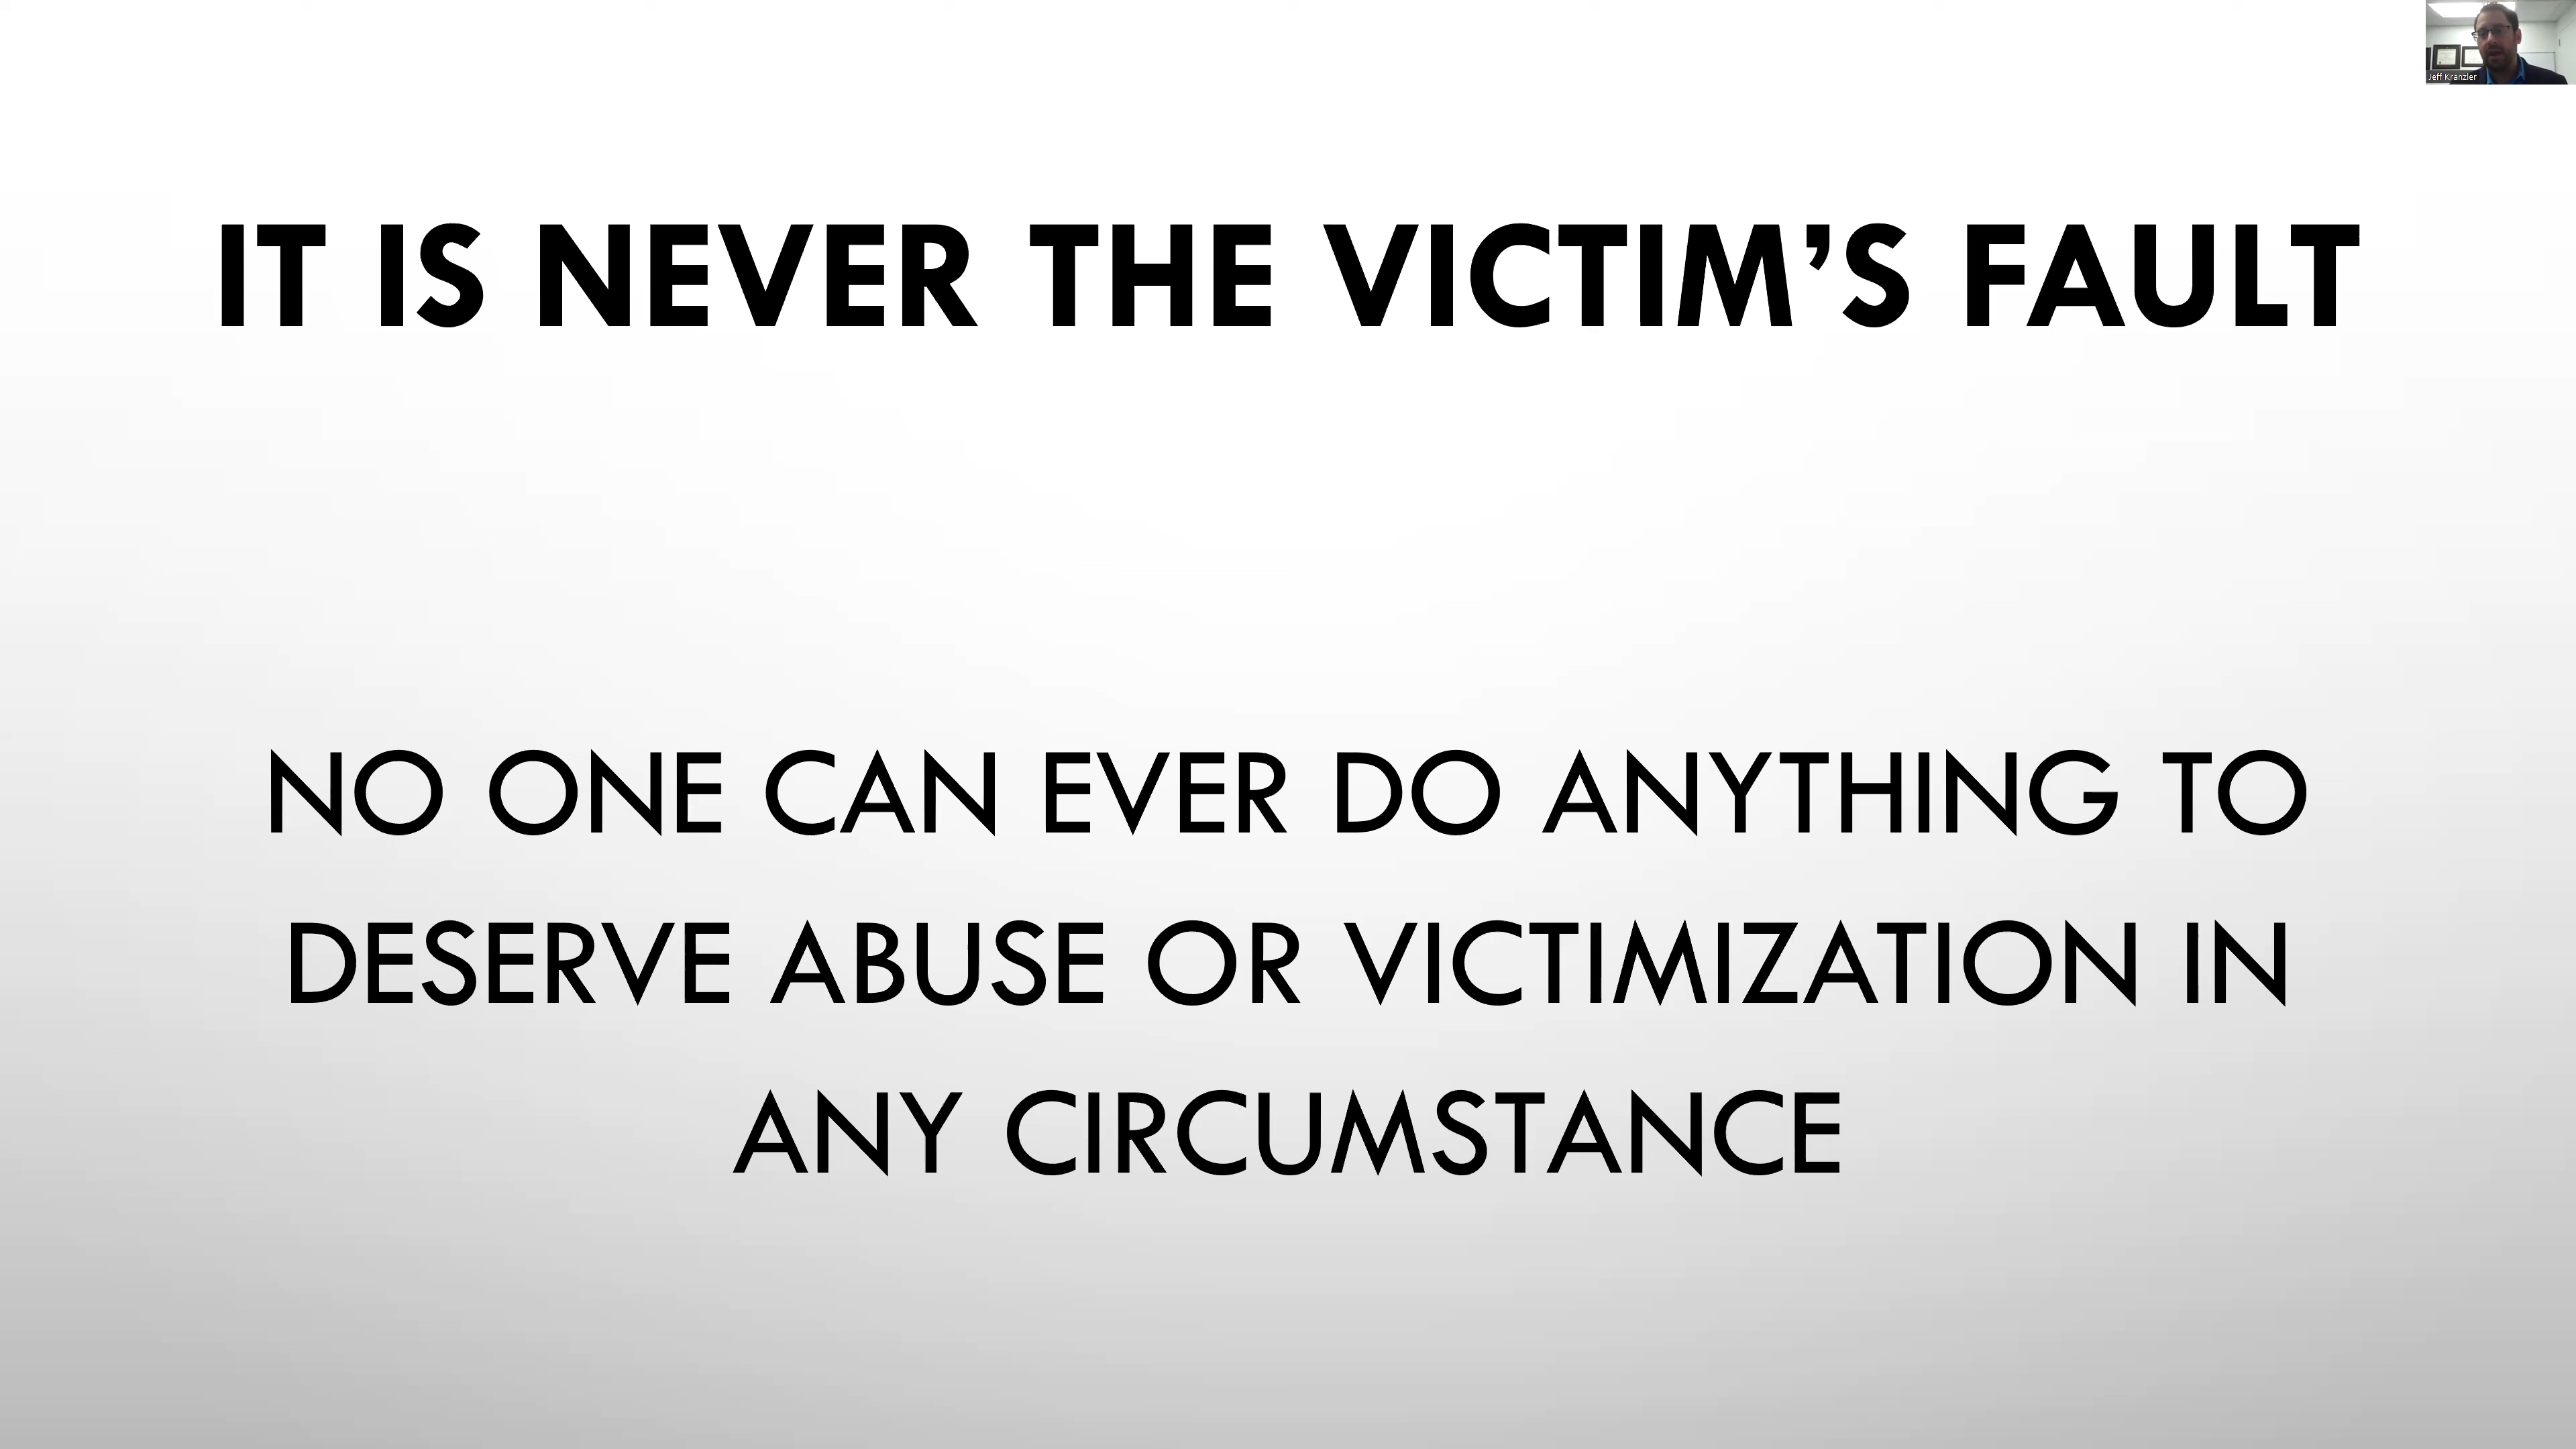 Jeff Kranzler
IT IS NEVER THE VICTIM’S FAULT
NO ONE CAN EVER DO ANYTHING TO
DESERVE ABUSE OR VICTIMIZATION IN
ANY CIRCUMSTANCE